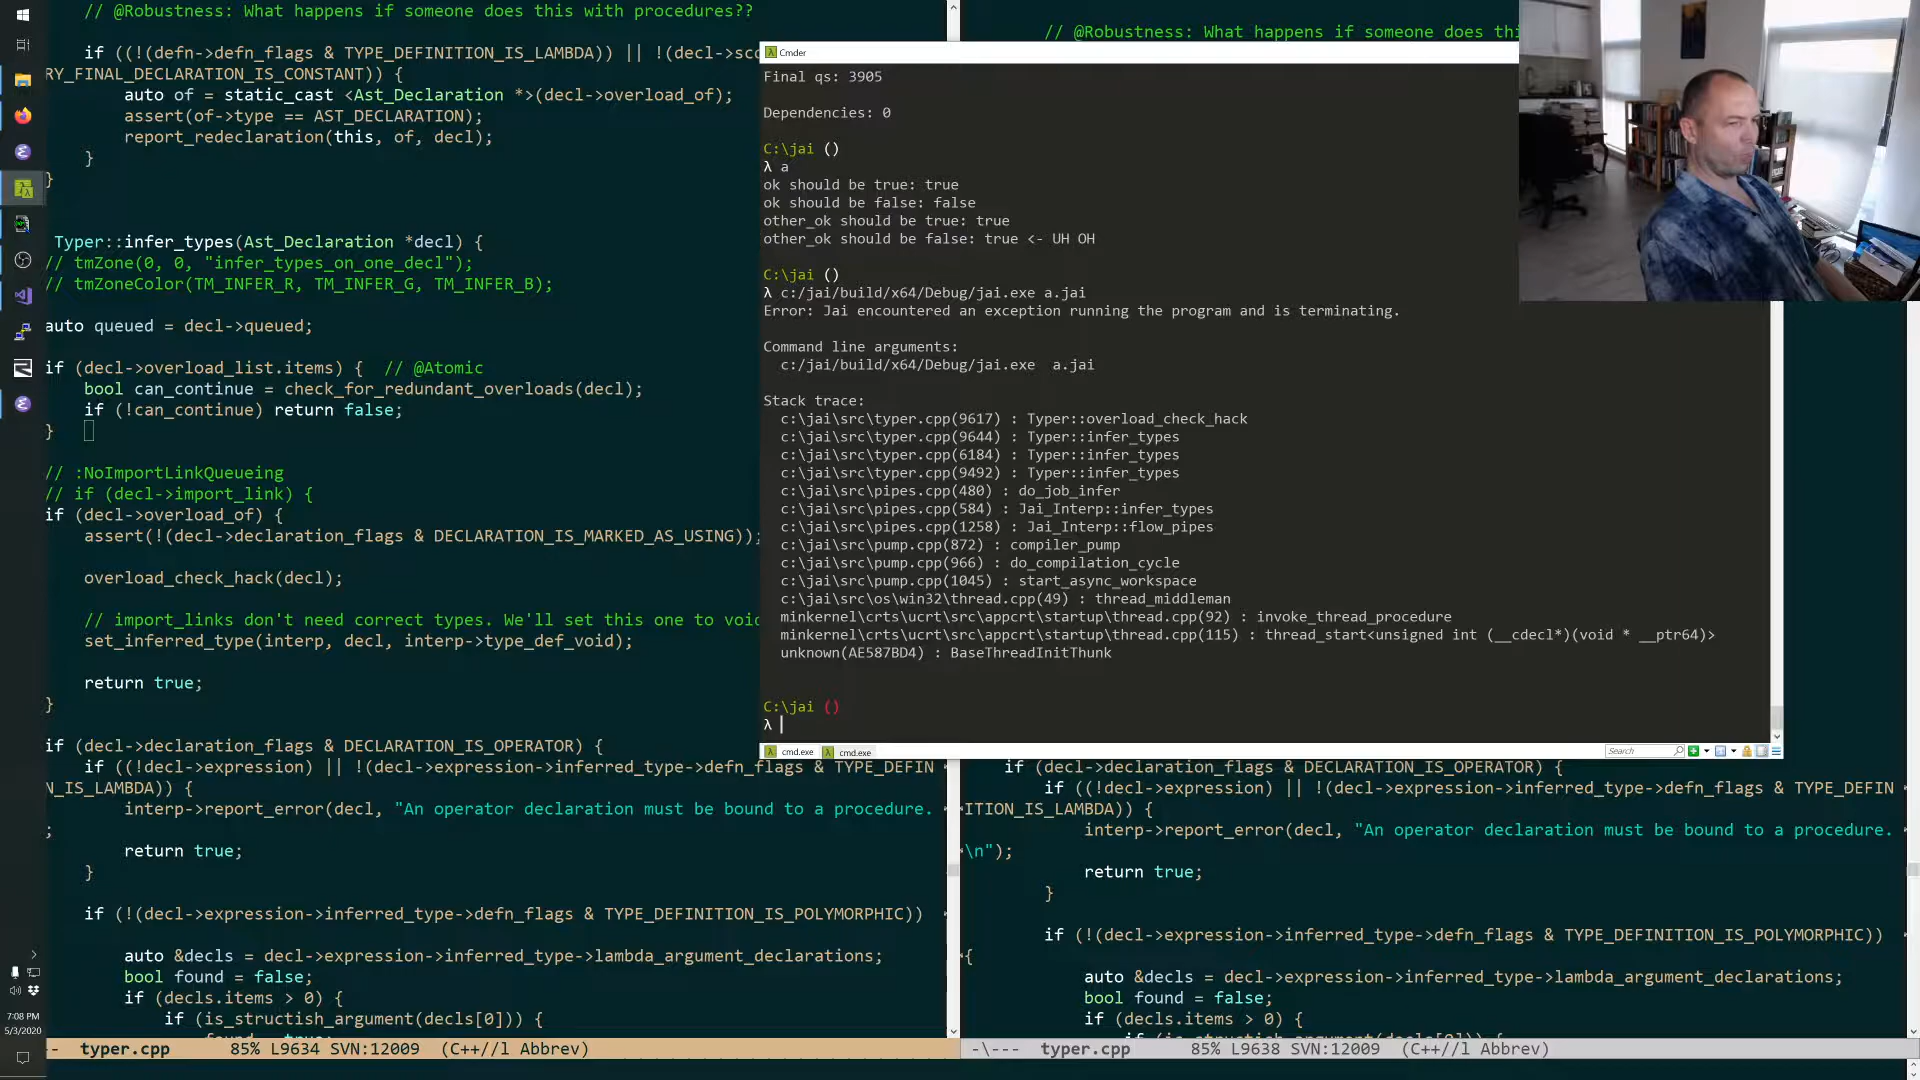 // @Robustness: What happens if someone does this with procedures??
if ((!(defn->defn_flags & TYPE_DEFINITION_IS_LAMBDA)) || !(decl->sco
RY_FINAL_DECLARATION_IS_CONSTANT)) {
auto of = static_cast <Ast_Declaration *>(decl->overload_of);
assert(of->type == AST_DECLARATION);
report_redeclaration(this, of, decl);
}
}
Typer::infer_types(Ast_Declaration *decl) {
// tmZone(0, 0, "infer_types_on_one_decl");
// tmZoneColor(TM_INFER_R, TM_INFER_G, TM_INFER_B);
auto queued = decl->queued;
if (decl->overload_list.items) {  // @Atomic
bool can_continue = check_for_redundant_overloads(decl);
if (!can_continue) return false;
}
// :NoImportLinkQueueing
// if (decl->import_link) {
if (decl->overload_of) {
assert(!(decl->declaration_flags & DECLARATION_IS_MARKED_AS_USING));
overload_check_hack(decl);
// import_links don't need correct types. We'll set this one to void
set_inferred_type(interp, decl, interp->type_def_void);
return true;
}
if (decl->declaration_flags & DECLARATION_IS_OPERATOR) {
if ((!decl->expression) || !(decl->expression->inferred_type->defn_flags & TYPE_DEFIN
N_IS_LAMBDA)) {
interp->report_error(decl, "An operator declaration must be bound to a procedure.
;
return true;
}
if (!(decl->expression->inferred_type->defn_flags & TYPE_DEFINITION_IS_POLYMORPHIC))
auto &decls = decl->expression->inferred_type->lambda_argument_declarations;
bool found = false;
if (decls.items > 0) {
if (is_structish_argument(decls[0])) {
-- typer.cpp 85% L9634 SVN:12009 (C++//l Abbrev)
7:08 PM
5/3/2020
// @Robustness: What happens if someone does thi
Cmder
Final qs: 3905
Dependencies: 0
C:\jai ()
λ a
ok should be true: true
ok should be false: false
other_ok should be true: true
other_ok should be false: true <- UH OH
C:\jai ()
λ c:/jai/build/x64/Debug/jai.exe a.jai
Error: Jai encountered an exception running the program and is terminating.
Command line arguments:
c:/jai/build/x64/Debug/jai.exe  a.jai
Stack trace:
c:\jai\src\typer.cpp(9617) : Typer::overload_check_hack
c:\jai\src\typer.cpp(9644) : Typer::infer_types
c:\jai\src\typer.cpp(6184) : Typer::infer_types
c:\jai\src\typer.cpp(9492) : Typer::infer_types
c:\jai\src\pipes.cpp(480) : do_job_infer
c:\jai\src\pipes.cpp(584) : Jai_Interp::infer_types
c:\jai\src\pipes.cpp(1258) : Jai_Interp::flow_pipes
c:\jai\src\pump.cpp(872) : compiler_pump
c:\jai\src\pump.cpp(966) : do_compilation_cycle
c:\jai\src\pump.cpp(1045) : start_async_workspace
c:\jai\src\os\win32\thread.cpp(49) : thread_middleman
minkernel\crts\ucrt\src\appcrt\startup\thread.cpp(92) : invoke_thread_procedure
minkernel\crts\ucrt\src\appcrt\startup\thread.cpp(115) : thread_start<unsigned int (__cdecl*)(void * __ptr64)>
unknown(AE587BD4) : BaseThreadInitThunk
C:\jai ()
λ
cmd.exe cmd.exe Search
if (decl->declaration_flags & DECLARATION_IS_OPERATOR) {
if ((!decl->expression) || !(decl->expression->inferred_type->defn_flags & TYPE_DEFIN
ITION_IS_LAMBDA)) {
interp->report_error(decl, "An operator declaration must be bound to a procedure.
\n");
return true;
}
if (!(decl->expression->inferred_type->defn_flags & TYPE_DEFINITION_IS_POLYMORPHIC))
{
auto &decls = decl->expression->inferred_type->lambda_argument_declarations;
bool found = false;
if (decls.items > 0) {
-\--- typer.cpp 85% L9638 SVN:12009 (C++//l Abbrev)